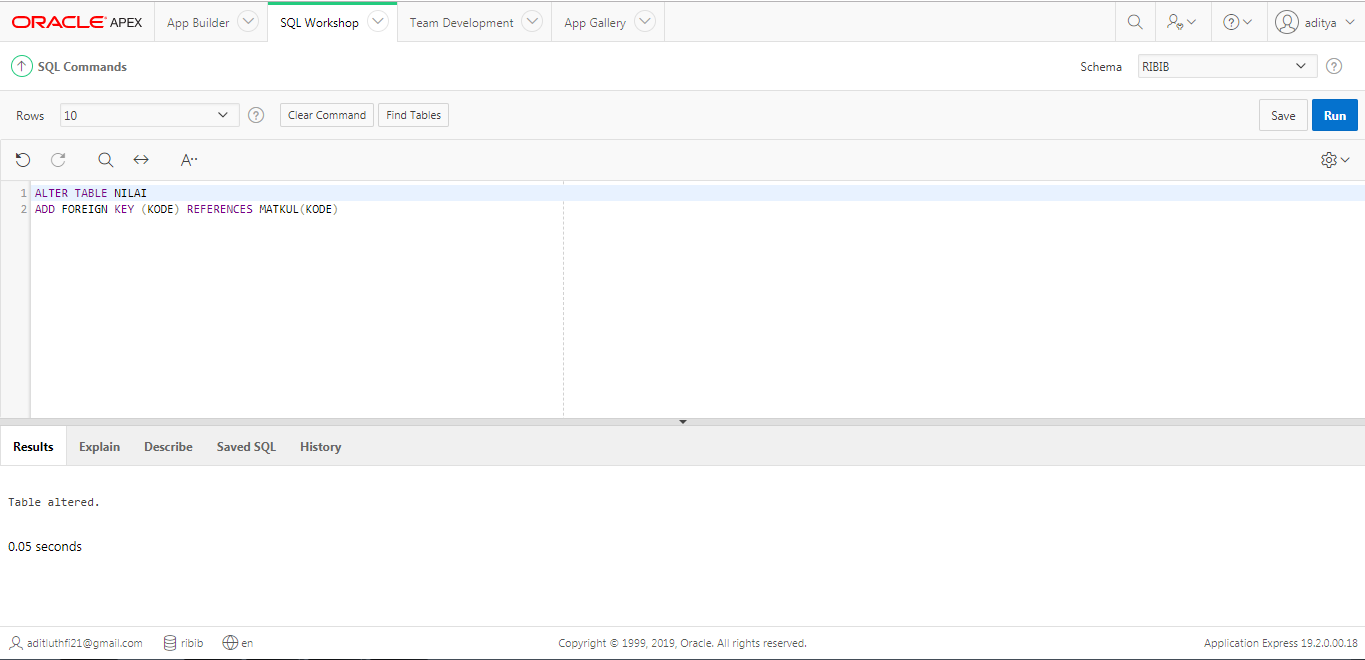 ORACLE APEX App Builder SQL Workshop Team Development App Gallery aditya
SQL Commands Schema RIBIB ?
Rows 10 ? Clear Command Find Tables Save Run
A··
1 ALTER TABLE NILAI
2 ADD FOREIGN KEY (KODE) REFERENCES MATKUL(KODE)
Results Explain Describe Saved SQL History
Table altered.
0.05 seconds
aditluthfi21@gmail.com ribib en Copyright © 1999, 2019, Oracle. All rights reserved. Application Express 19.2.0.00.18